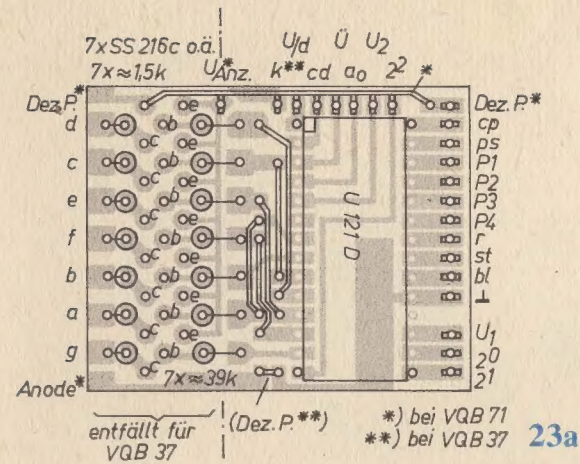 7xSS 216c o.ä.
7x≈1,5k
U*Anz.
U/d Ü U2
k** cd a0 2²
*
Dez.P.*
d
c
e
f
b
a
g
Anode*
e
b
c
e
b
c
e
b
c
e
b
c
e
b
c
e
b
c
e
b
c
7x≈39k
U 121 D
Dez.P.*
cp
ps
P1
P2
P3
P4
r
st
bl
⊥
U1
2⁰
2¹
entfällt für
VQB 37
(Dez.P.**)
*) bei VQB 71
**) bei VQB 37
23a